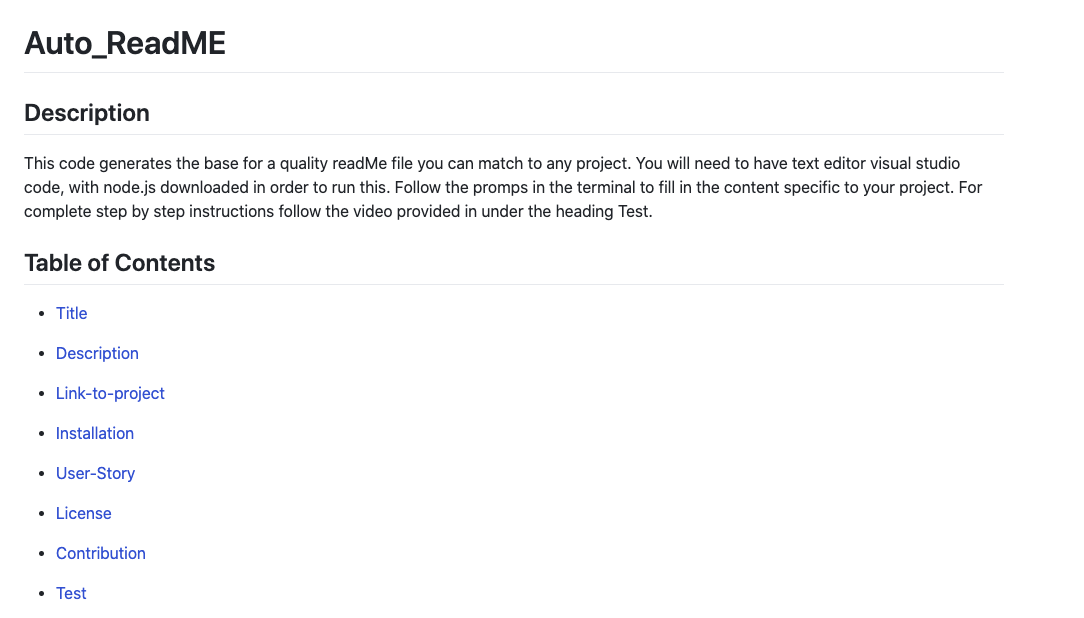 Auto_ReadME
Description
This code generates the base for a quality readMe file you can match to any project. You will need to have text editor visual studio
code, with node.js downloaded in order to run this. Follow the promps in the terminal to fill in the content specific to your project. For
complete step by step instructions follow the video provided in under the heading Test.
Table of Contents
Title
Description
Link-to-project
Installation
User-Story
License
Contribution
Test